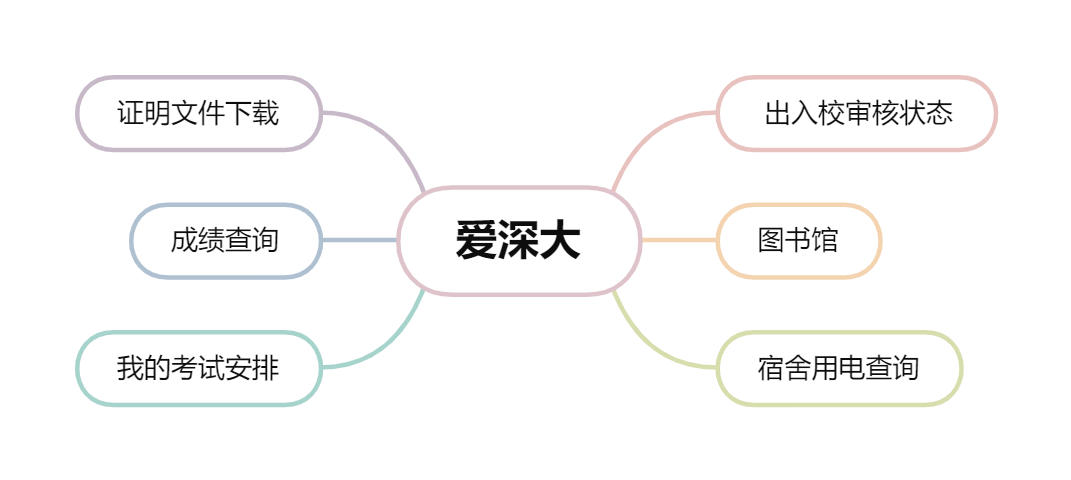 证明文件下载
出入校审核状态
成绩查询
爱深大
图书馆
我的考试安排
宿舍用电查询